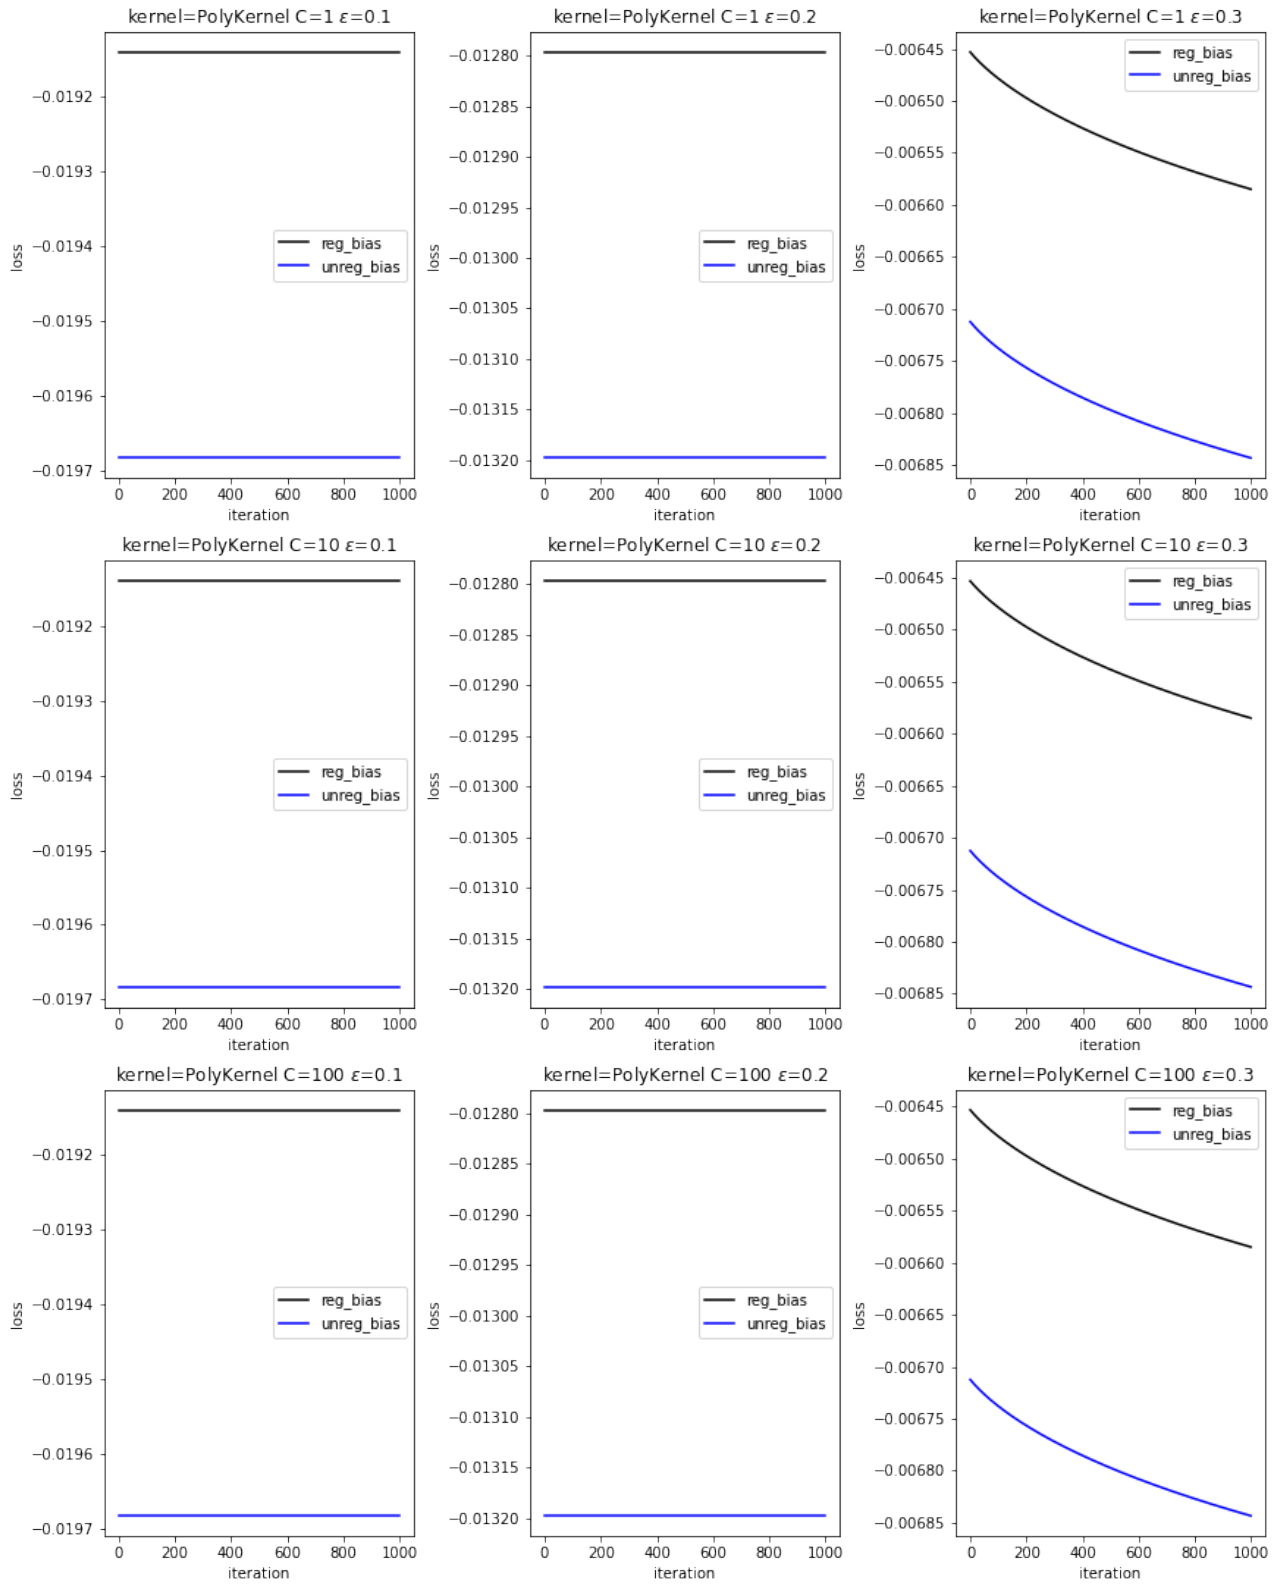 kernel=PolyKernel C=1 ε=0.1
−0.0192
−0.0193
−0.0194
−0.0195
−0.0196
−0.0197
loss
reg_bias
unreg_bias
0 200 400 600 800 1000
iteration
kernel=PolyKernel C=1 ε=0.2
−0.01280
−0.01285
−0.01290
−0.01295
−0.01300
−0.01305
−0.01310
−0.01315
−0.01320
loss
reg_bias
unreg_bias
0 200 400 600 800 1000
iteration
kernel=PolyKernel C=1 ε=0.3
−0.00645
−0.00650
−0.00655
−0.00660
−0.00665
−0.00670
−0.00675
−0.00680
−0.00685
loss
reg_bias
unreg_bias
0 200 400 600 800 1000
iteration
kernel=PolyKernel C=10 ε=0.1
−0.0192
−0.0193
−0.0194
−0.0195
−0.0196
−0.0197
loss
reg_bias
unreg_bias
0 200 400 600 800 1000
iteration
kernel=PolyKernel C=10 ε=0.2
−0.01280
−0.01285
−0.01290
−0.01295
−0.01300
−0.01305
−0.01310
−0.01315
−0.01320
loss
reg_bias
unreg_bias
0 200 400 600 800 1000
iteration
kernel=PolyKernel C=10 ε=0.3
−0.00645
−0.00650
−0.00655
−0.00660
−0.00665
−0.00670
−0.00675
−0.00680
−0.00685
loss
reg_bias
unreg_bias
0 200 400 600 800 1000
iteration
kernel=PolyKernel C=100 ε=0.1
−0.0192
−0.0193
−0.0194
−0.0195
−0.0196
−0.0197
loss
reg_bias
unreg_bias
0 200 400 600 800 1000
iteration
kernel=PolyKernel C=100 ε=0.2
−0.01280
−0.01285
−0.01290
−0.01295
−0.01300
−0.01305
−0.01310
−0.01315
−0.01320
loss
reg_bias
unreg_bias
0 200 400 600 800 1000
iteration
kernel=PolyKernel C=100 ε=0.3
−0.00645
−0.00650
−0.00655
−0.00660
−0.00665
−0.00670
−0.00675
−0.00680
−0.00685
loss
reg_bias
unreg_bias
0 200 400 600 800 1000
iteration